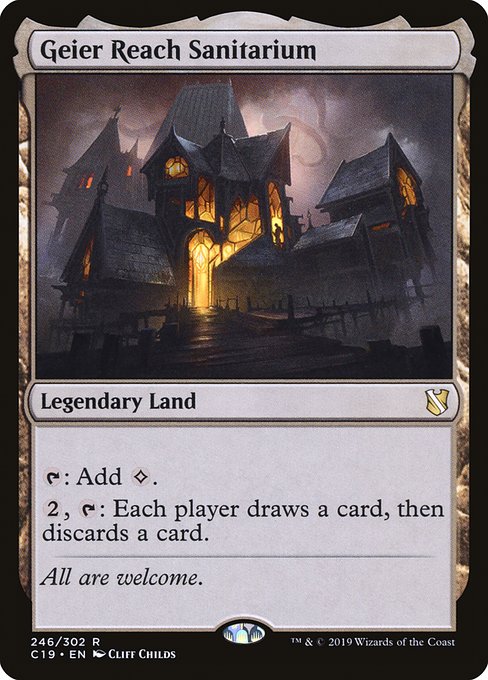 Geier Reach Sanitarium
Legendary Land
: Add .
2, : Each player draws a card, then
discards a card.
All are welcome.
246/302 R
C19 • EN Cliff Childs
™ & © 2019 Wizards of the Coast